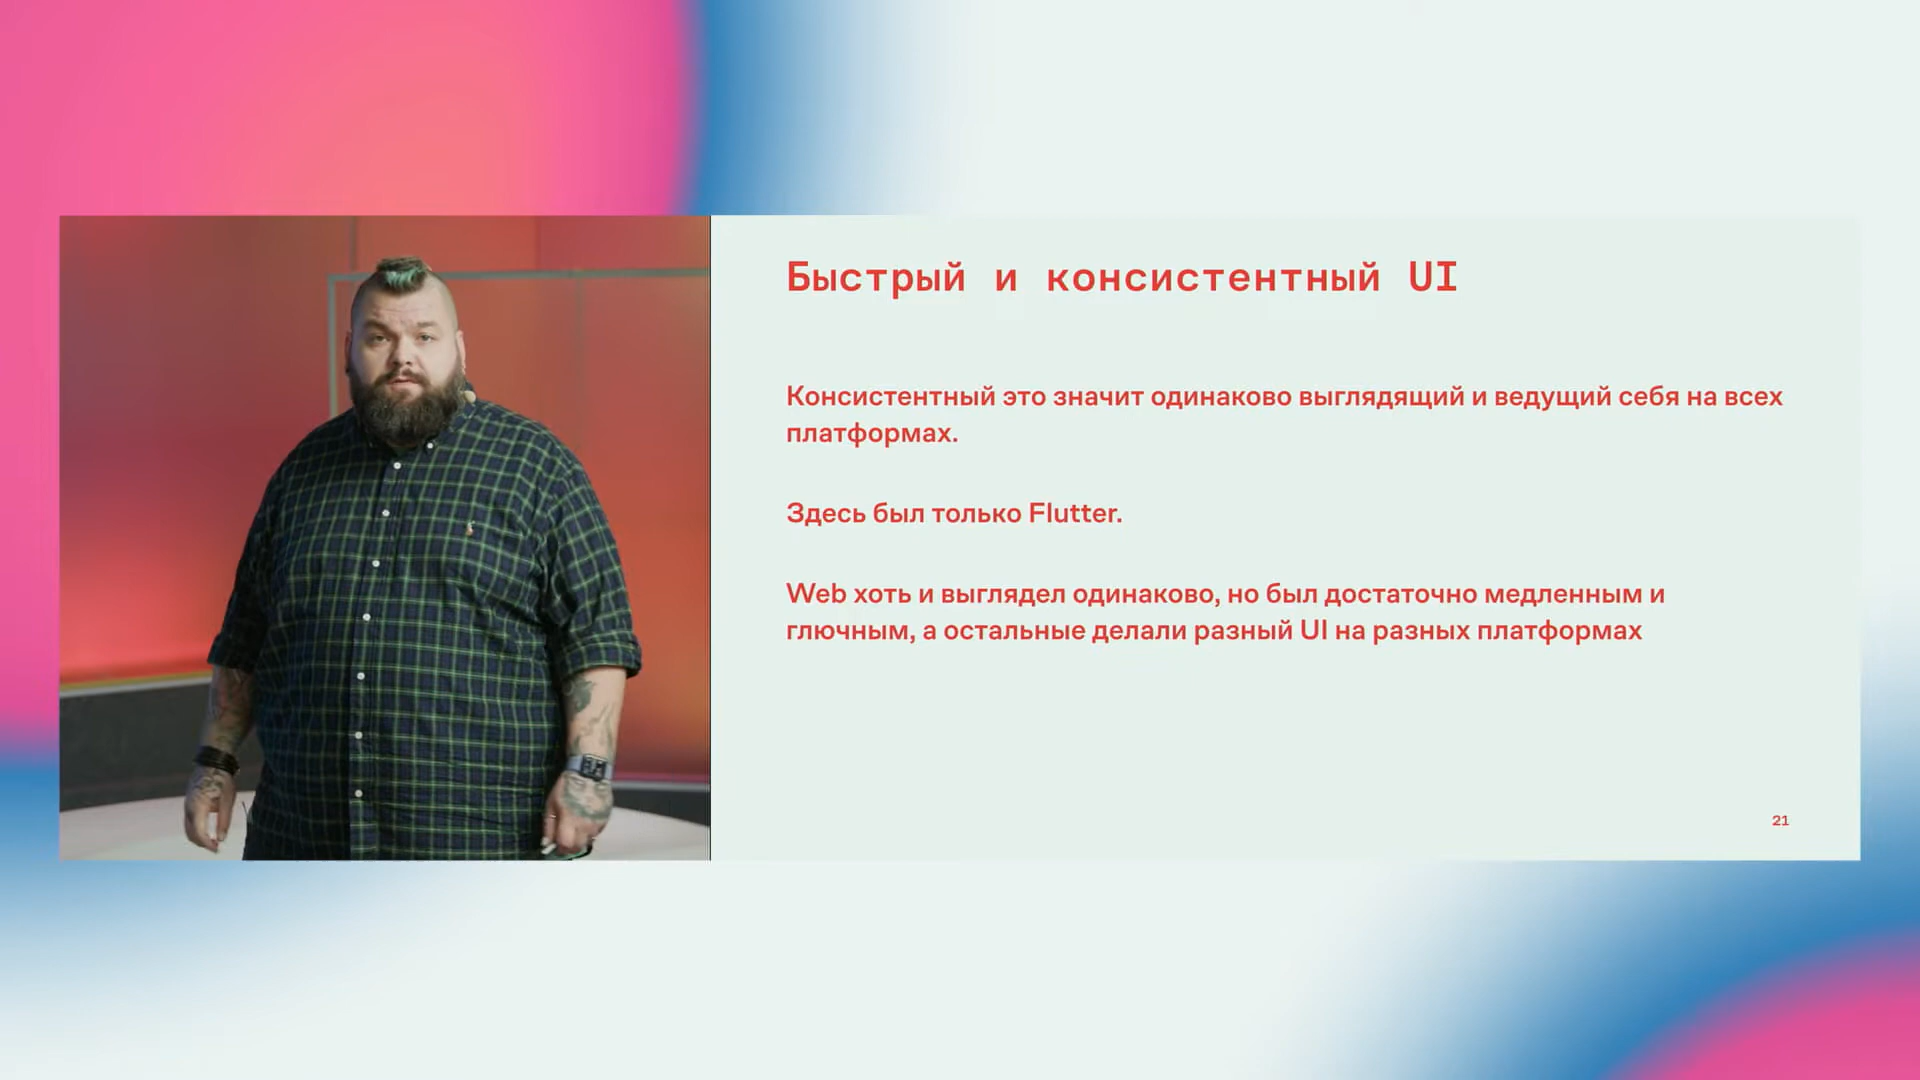 Быстрый и консистентный UI
Консистентный это значит одинаково выглядящий и ведущий себя на всех
платформах.
Здесь был только Flutter.
Web хоть и выглядел одинаково, но был достаточно медленным и
глючным, а остальные делали разный UI на разных платформах
21